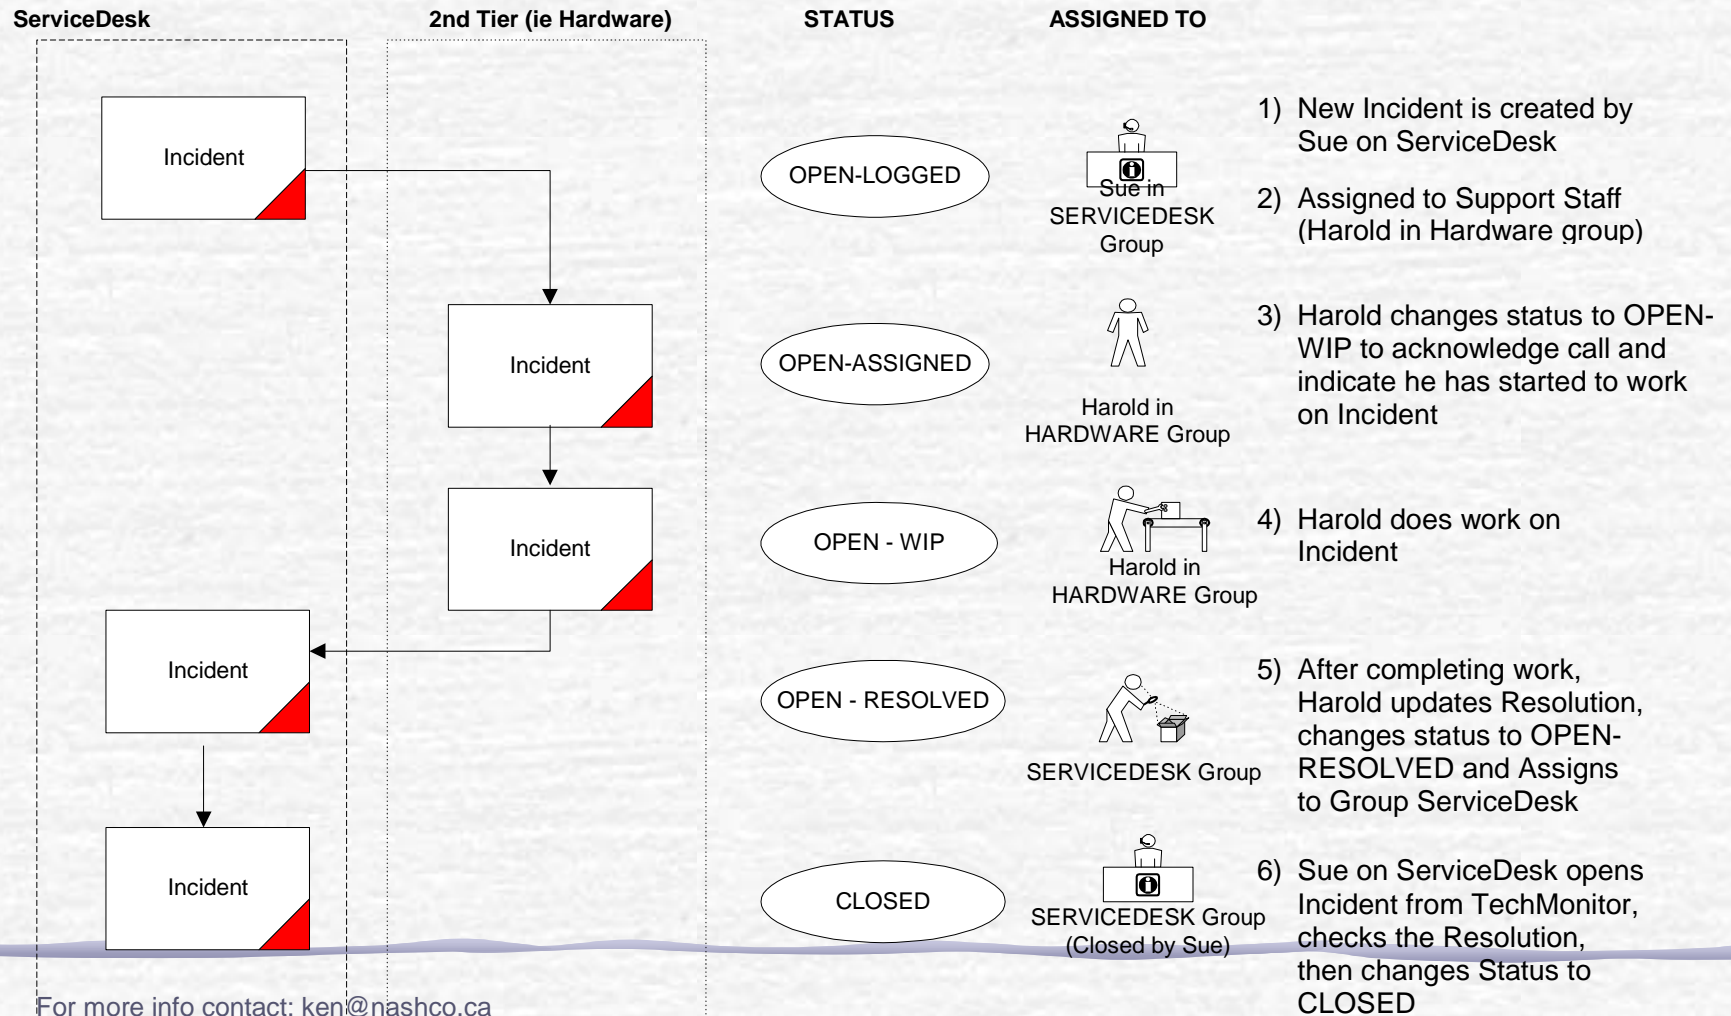 ServiceDesk
2nd Tier (ie Hardware)
STATUS
ASSIGNED TO
Incident
OPEN-LOGGED
Sue in
SERVICEDESK
Group
1) New Incident is created by
Sue on ServiceDesk
2) Assigned to Support Staff
(Harold in Hardware group)
Incident
OPEN-ASSIGNED
Harold in
HARDWARE Group
3) Harold changes status to OPEN-
WIP to acknowledge call and
indicate he has started to work
on Incident
Incident
OPEN - WIP
Harold in
HARDWARE Group
4) Harold does work on
Incident
Incident
OPEN - RESOLVED
SERVICEDESK Group
5) After completing work,
Harold updates Resolution,
changes status to OPEN-
RESOLVED and Assigns
to Group ServiceDesk
Incident
CLOSED
SERVICEDESK Group
(Closed by Sue)
6) Sue on ServiceDesk opens
Incident from TechMonitor,
checks the Resolution,
then changes Status to
CLOSED
For more info contact: ken@nashco.ca